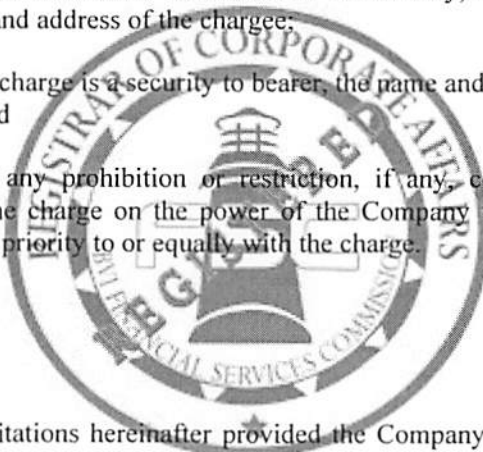 and address of the chargee;
charge is a security to bearer, the name and
d
any prohibition or restriction, if any, c
he charge on the power of the Company
priority to or equally with the charge.
itations hereinafter provided the Company
REGISTRAR OF CORPORATE AFFAIRS
BVI FINANCIAL SERVICES COMMISSION
REGISTERED